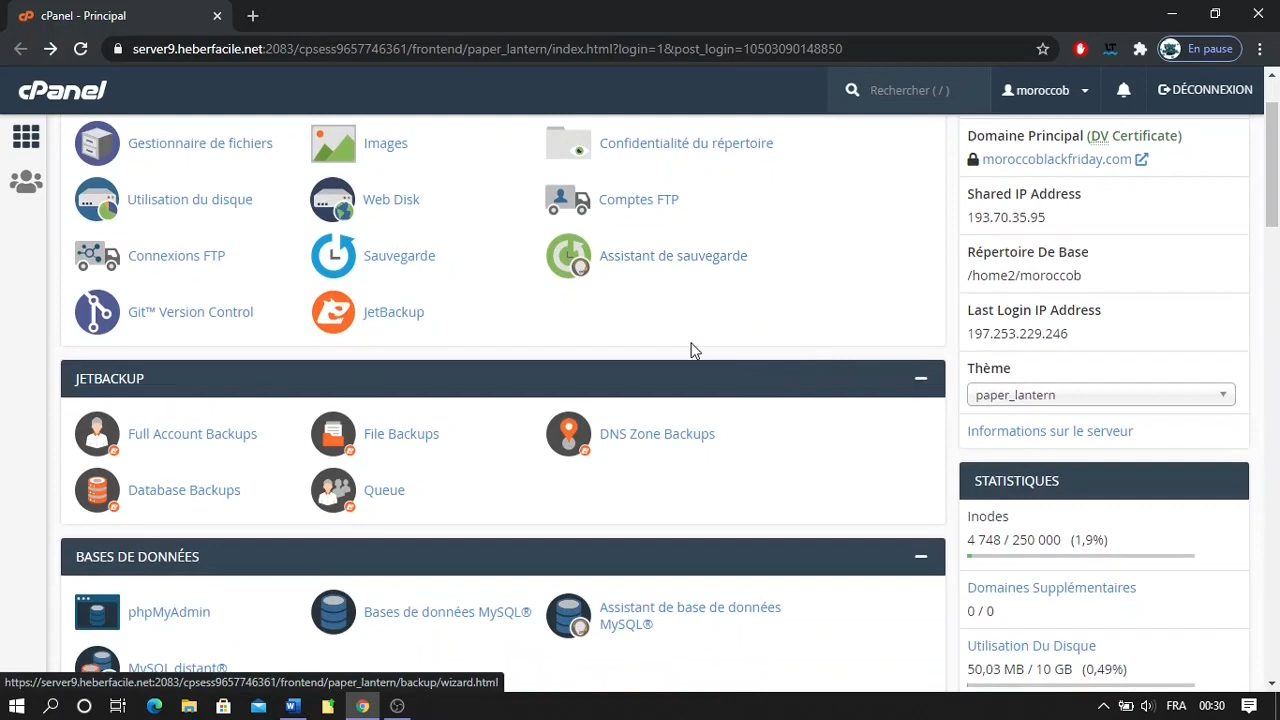 cPanel - Principal
server9.heberfacile.net:2083/cpsess9657746361/frontend/paper_lantern/index.html?login=1&post_login=10503090148850
En pause
cPanel
Rechercher ( / )
moroccob
DÉCONNEXION
Gestionnaire de fichiers
Images
Confidentialité du répertoire
Utilisation du disque
Web Disk
Comptes FTP
Connexions FTP
Sauvegarde
Assistant de sauvegarde
Git™ Version Control
JetBackup
JETBACKUP
Full Account Backups
File Backups
DNS Zone Backups
Database Backups
Queue
BASES DE DONNÉES
phpMyAdmin
Bases de données MySQL®
Assistant de base de données
MySQL®
MySQL distant®
Domaine Principal (DV Certificate)
moroccoblackfriday.com
Shared IP Address
193.70.35.95
Répertoire De Base
/home2/moroccob
Last Login IP Address
197.253.229.246
Thème
paper_lantern
Informations sur le serveur
STATISTIQUES
Inodes
4 748 / 250 000 (1,9%)
Domaines Supplémentaires
0 / 0
Utilisation Du Disque
50,03 MB / 10 GB (0,49%)
https://server9.heberfacile.net:2083/cpsess9657746361/frontend/paper_lantern/backup/wizard.html
FRA
00:30